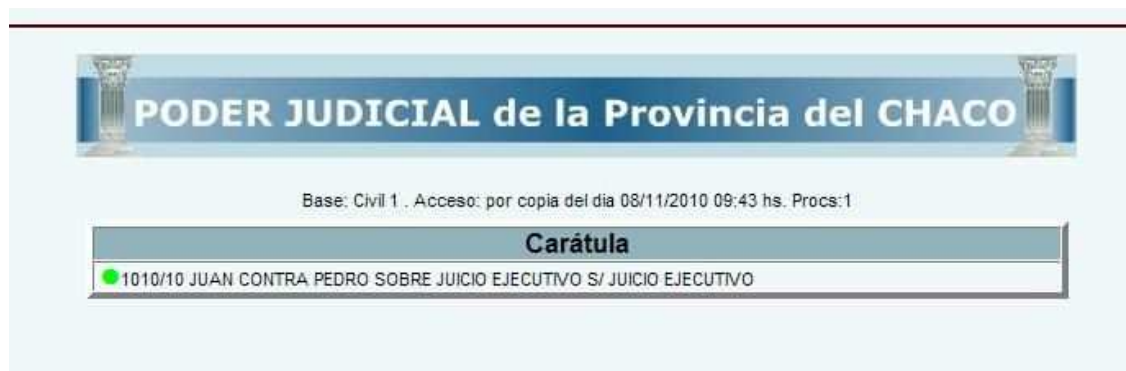 PODER JUDICIAL de la Provincia del CHACO
Base: Civil 1 . Acceso: por copia del dia 08/11/2010 09:43 hs. Procs:1
Carátula
1010/10 JUAN CONTRA PEDRO SOBRE JUICIO EJECUTIVO S/ JUICIO EJECUTIVO